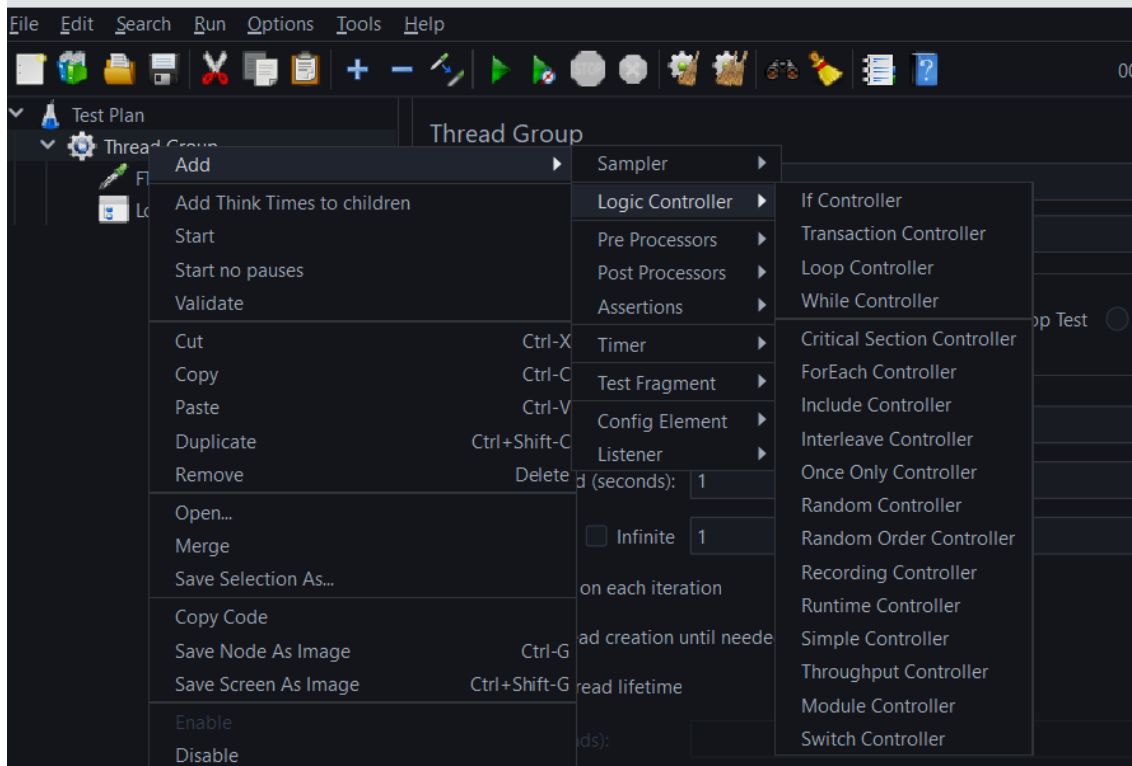 File Edit Search Run Options Tools Help
STOP
00
Test Plan
Thread Group
Thread Group
Add
Add Think Times to children
Start
Start no pauses
Validate
Cut Ctrl-X
Copy Ctrl-C
Paste Ctrl-V
Duplicate Ctrl+Shift-C
Remove Delete
Open...
Merge
Save Selection As...
Copy Code
Save Node As Image Ctrl-G
Save Screen As Image Ctrl+Shift-G
Enable
Disable
Sampler
Logic Controller
Pre Processors
Post Processors
Assertions
Timer
Test Fragment
Config Element
Listener
If Controller
Transaction Controller
Loop Controller
While Controller
Critical Section Controller
ForEach Controller
Include Controller
Interleave Controller
Once Only Controller
Random Controller
Random Order Controller
Recording Controller
Runtime Controller
Simple Controller
Throughput Controller
Module Controller
Switch Controller
op Test
d (seconds): 1
Infinite 1
on each iteration
ad creation until neede
read lifetime
ds):